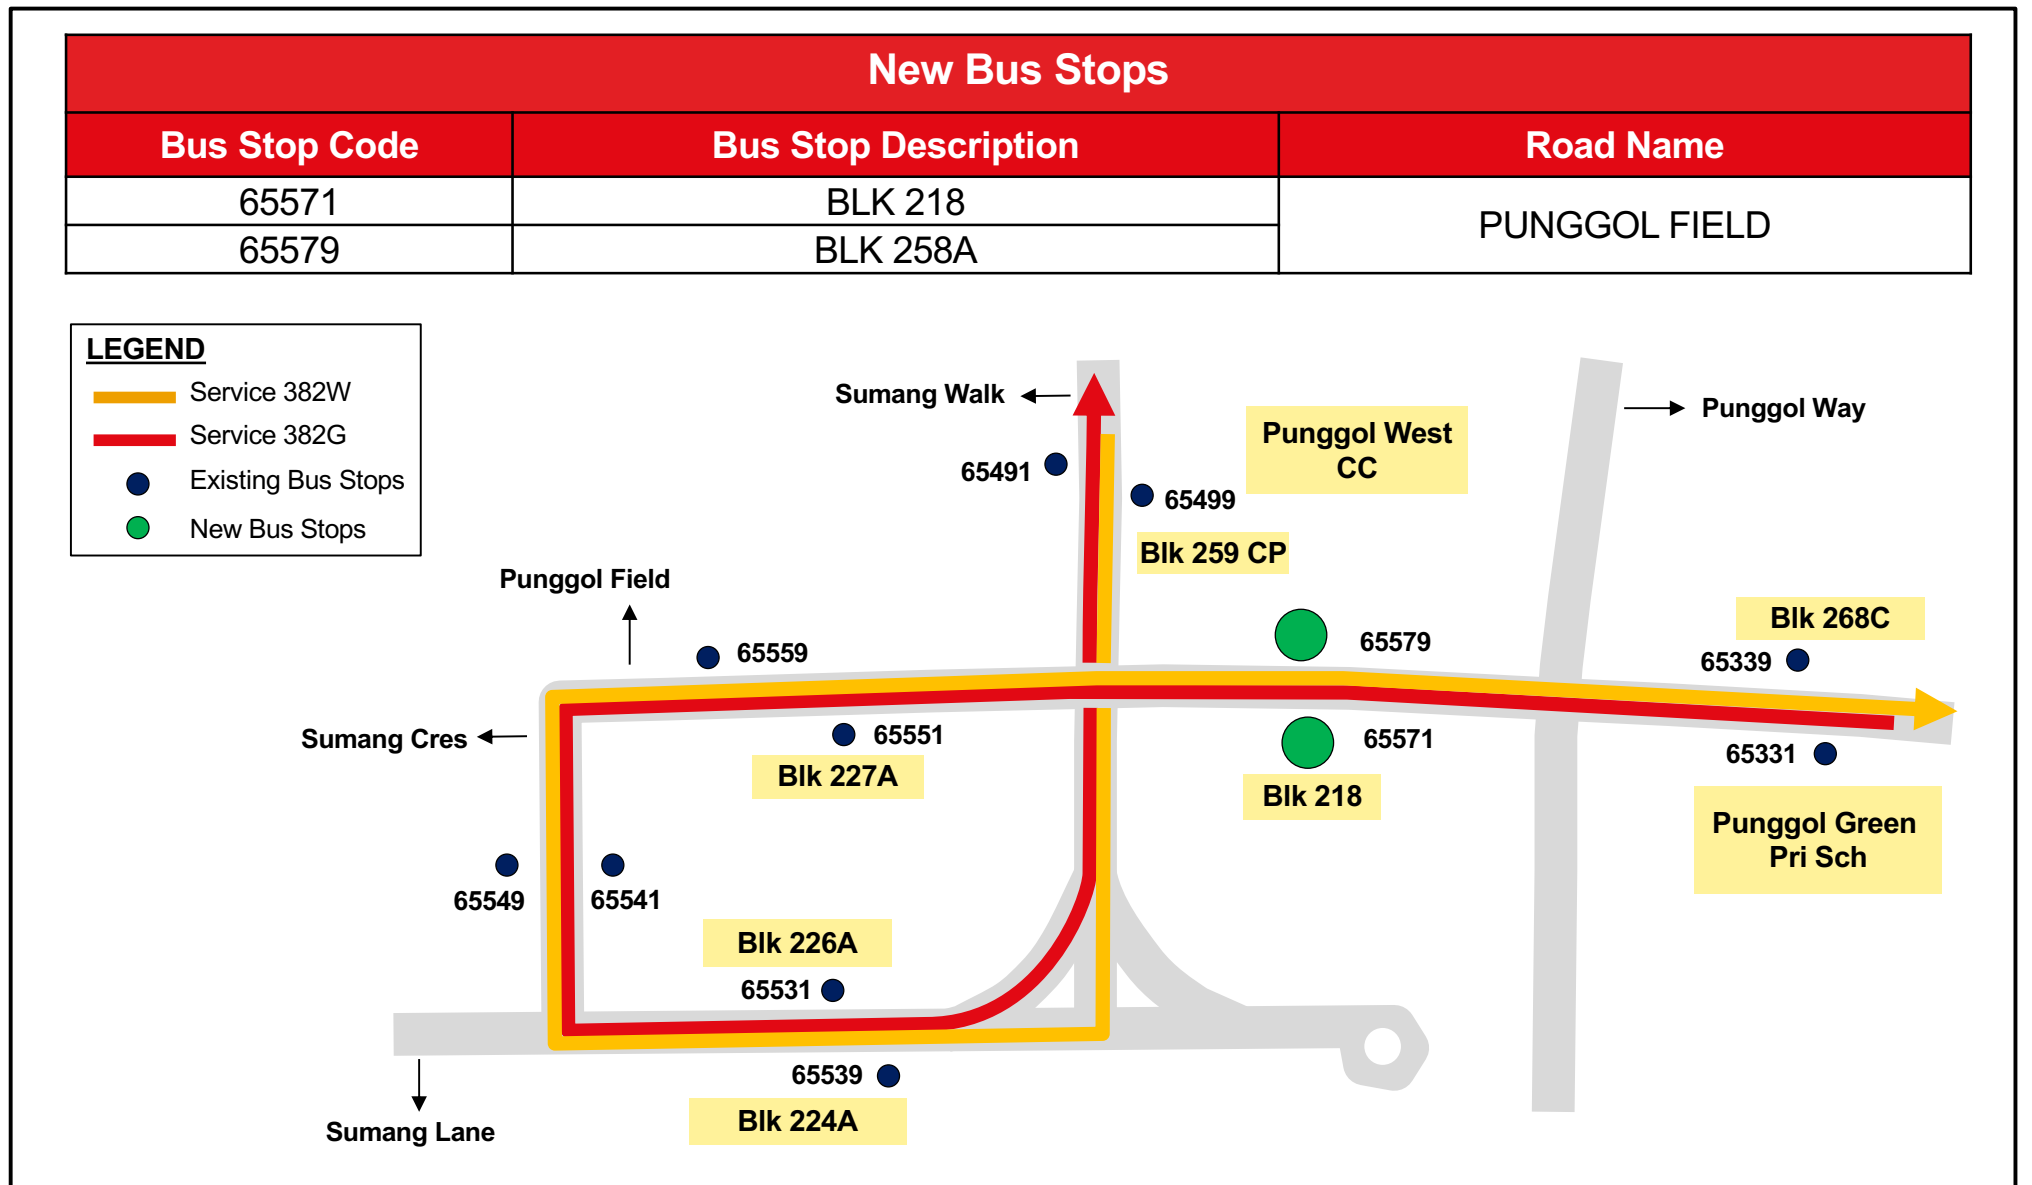 New Bus Stops
Bus Stop Code Bus Stop Description Road Name
65571 BLK 218 PUNGGOL FIELD
65579 BLK 258A
LEGEND
Service 382W
Service 382G
Existing Bus Stops
New Bus Stops
Sumang Walk
Punggol Way
Punggol West
CC
65491
65499
Blk 259 CP
Punggol Field
Blk 268C
65559
65579
65339
Sumang Cres
65551
65571
65331
Blk 227A
Blk 218
Punggol Green
Pri Sch
65549
65541
Blk 226A
65531
65539
Blk 224A
Sumang Lane